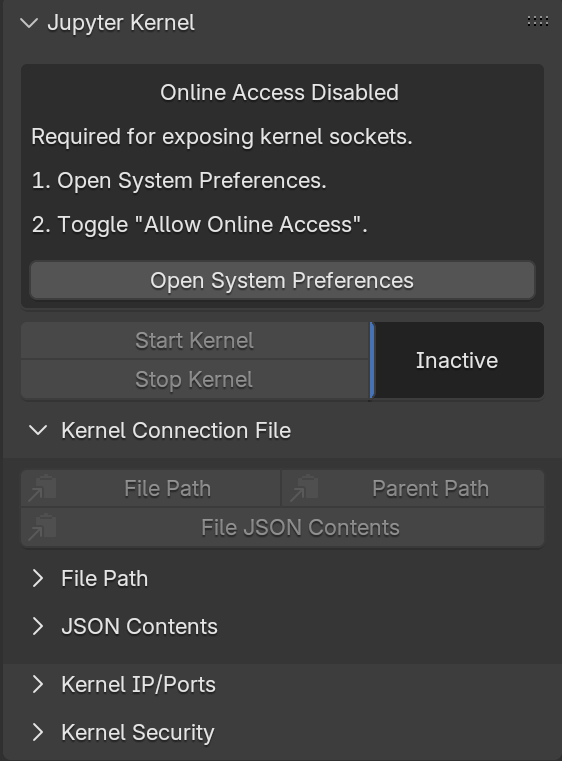 Jupyter Kernel
Online Access Disabled
Required for exposing kernel sockets.
1. Open System Preferences.
2. Toggle "Allow Online Access".
Open System Preferences
Start Kernel
Stop Kernel
Inactive
Kernel Connection File
File Path
Parent Path
File JSON Contents
File Path
JSON Contents
Kernel IP/Ports
Kernel Security